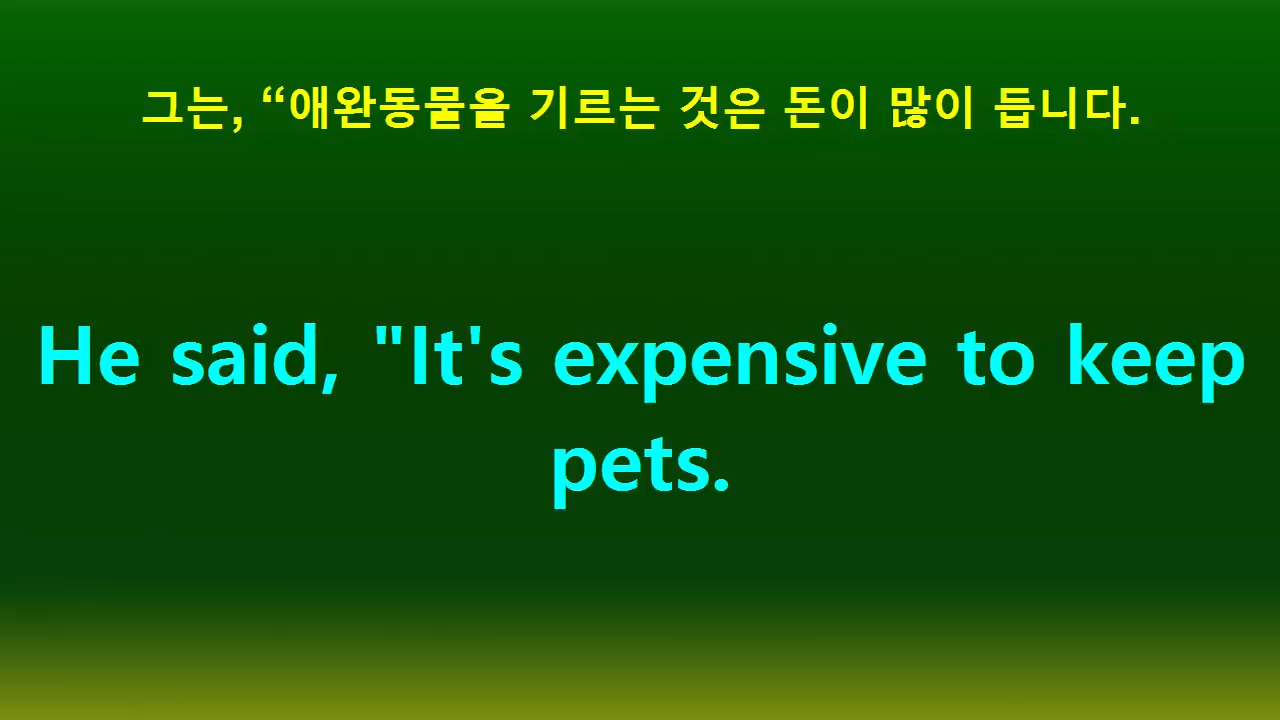 그는, “애완동물을 기르는 것은 돈이 많이 듭니다.
He said, "It's expensive to keep
pets.